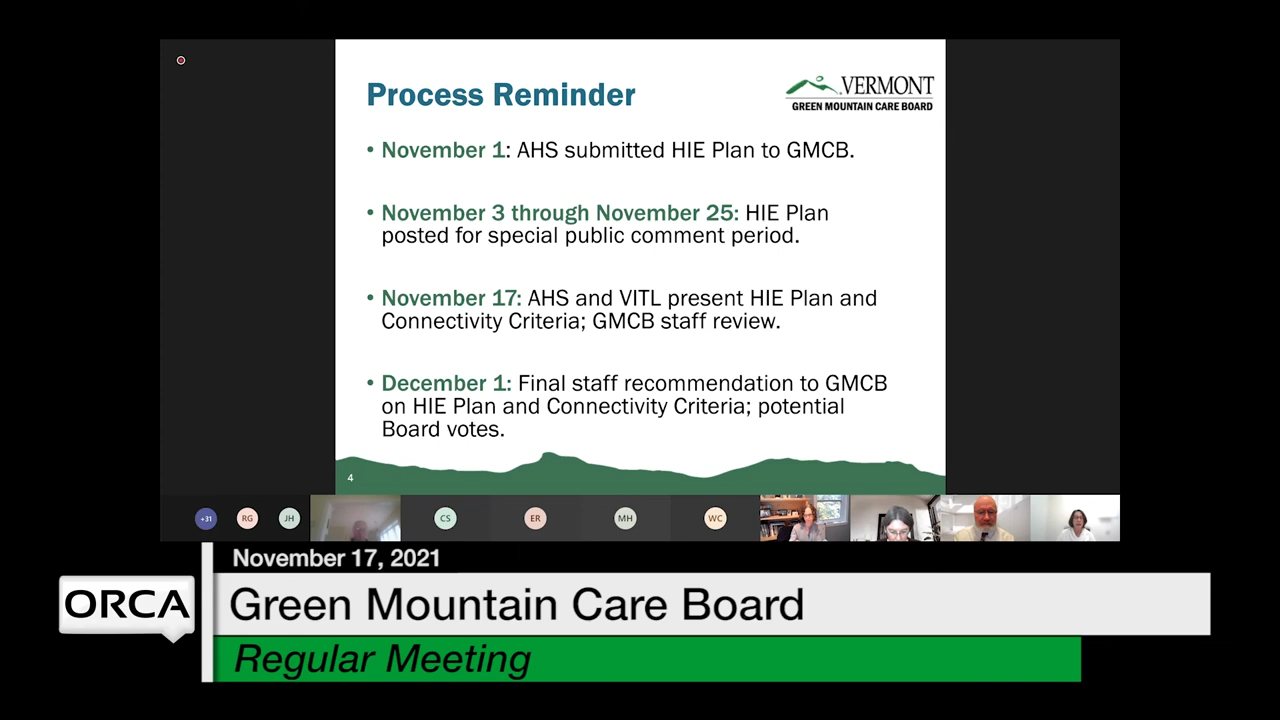 Process Reminder
VERMONT
GREEN MOUNTAIN CARE BOARD
• November 1: AHS submitted HIE Plan to GMCB.
• November 3 through November 25: HIE Plan
posted for special public comment period.
• November 17: AHS and VITL present HIE Plan and
Connectivity Criteria; GMCB staff review.
• December 1: Final staff recommendation to GMCB
on HIE Plan and Connectivity Criteria; potential
Board votes.
4
+31 RG JH CS ER MH WC
November 17, 2021
ORCA
Green Mountain Care Board
Regular Meeting